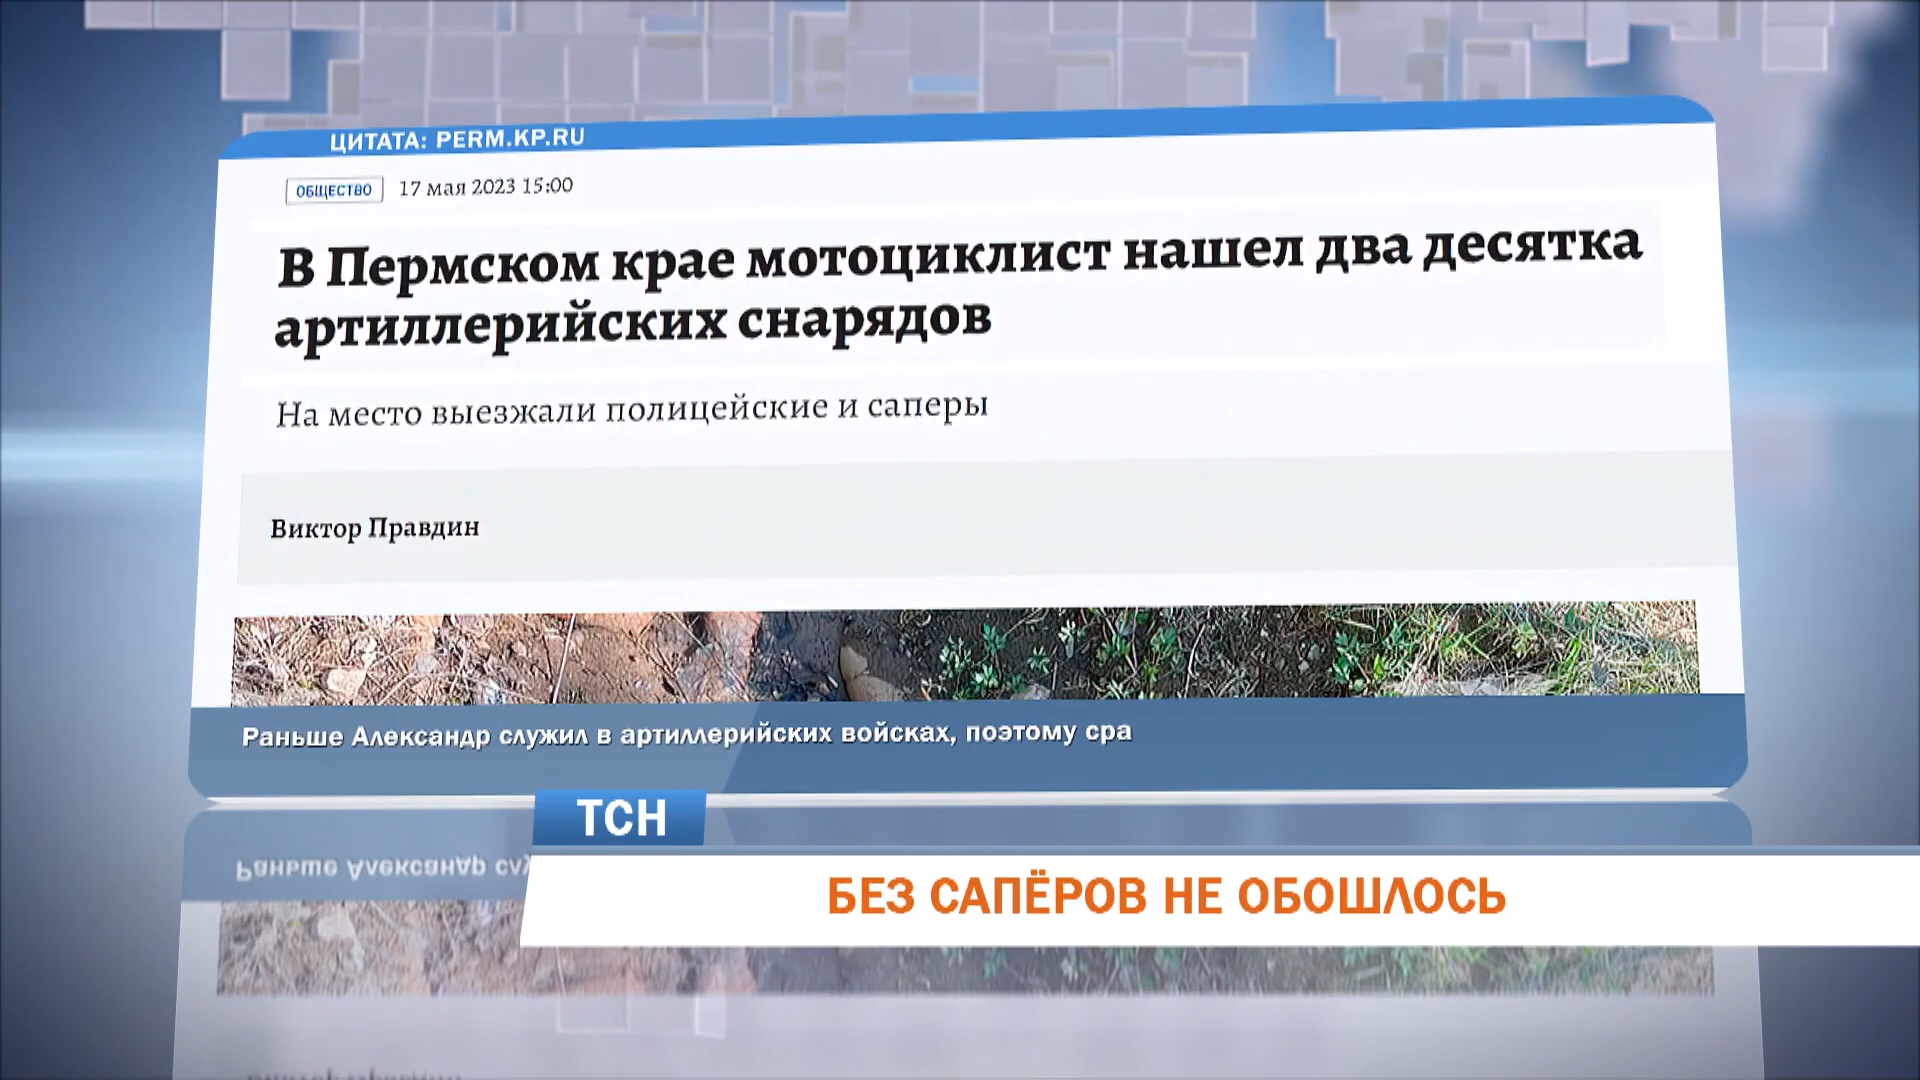 ЦИТАТА: PERM.KP.RU
ОБЩЕСТВО 17 мая 2023 15:00
В Пермском крае мотоциклист нашел два десятка
артиллерийских снарядов
На место выезжали полицейские и саперы
Виктор Правдин
Раньше Александр служил в артиллерийских войсках, поэтому сра
ТСН
БЕЗ САПЁРОВ НЕ ОБОШЛОСЬ